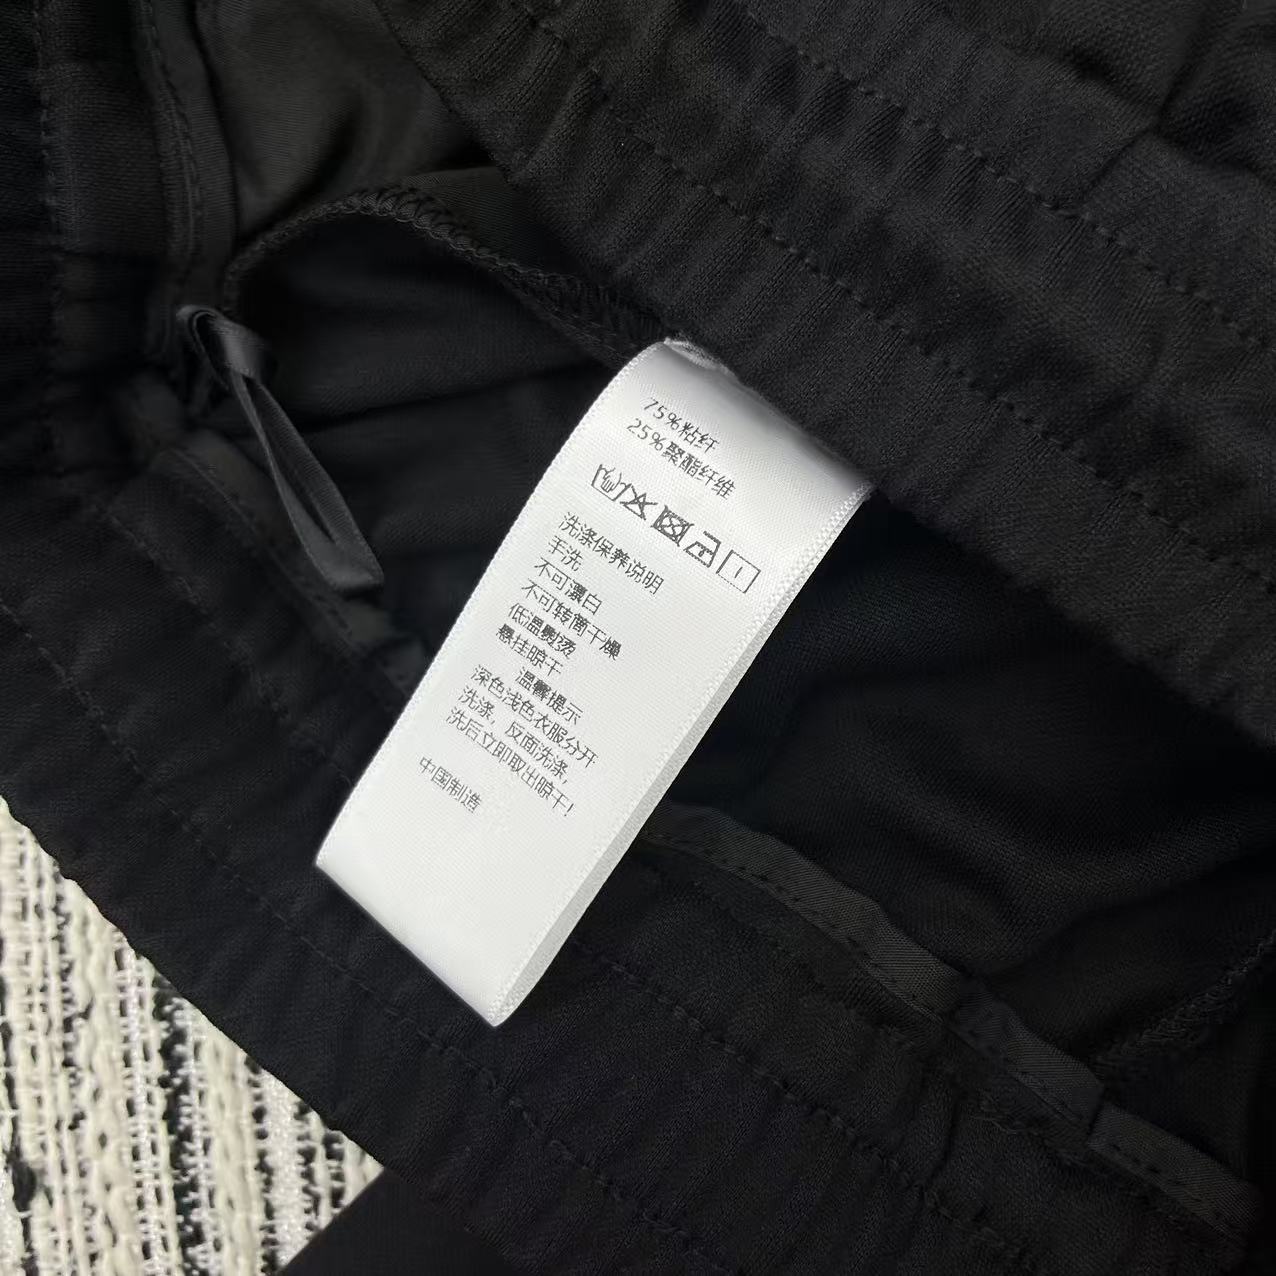 75%粘纤
25%聚酯纤维
洗涤保养说明
手洗
不可漂白
不可转筒干燥
低温熨烫
悬挂晾干
温馨提示
深色浅色衣服分开
洗涤，反面洗涤，
洗后立即取出晾干!
中国制造